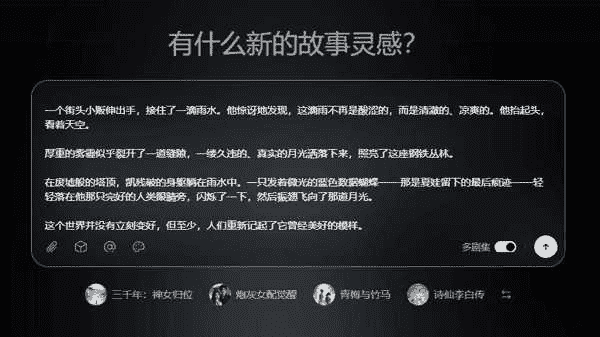 有什么新的故事灵感？
一个街头小贩伸出手，接住了一滴雨水。他惊讶地发现，这滴雨不再是酸涩的，而是清澈的、凉爽的。他抬起头，
看着天空。
厚重的雾霾似乎裂开了一道缝隙，一缕久违的、真实的月光洒落下来，照亮了这座钢铁丛林。
在废墟般的塔顶，凯残破的身躯躺在雨水中。一只发着微光的蓝色数据蝴蝶——那是夏娃留下的最后痕迹——轻
轻落在他那只完好的人类眼睛旁，闪烁了一下，然后振翅飞向了那道月光。
这个世界并没有立刻变好，但至少，人们重新记起了它曾经美好的模样。
多剧集
三千年：神女归位 炮灰女配觉醒 青梅与竹马 诗仙李白传